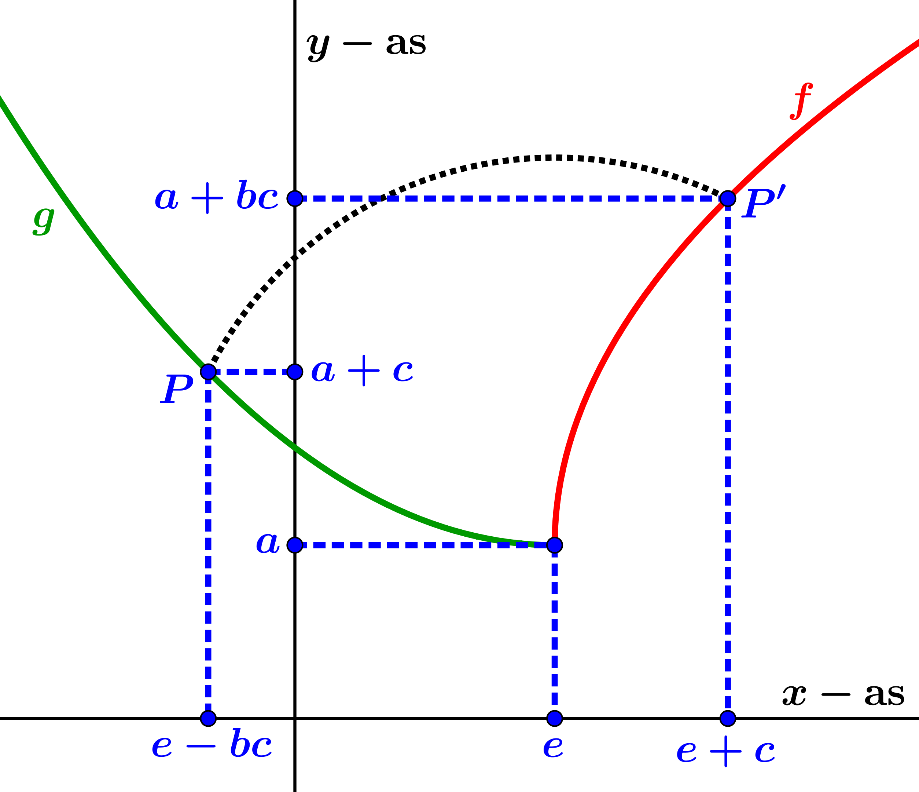 y − as
f
a + bc
P′
g
a + c
P
a
x − as
e − bc
e
e + c